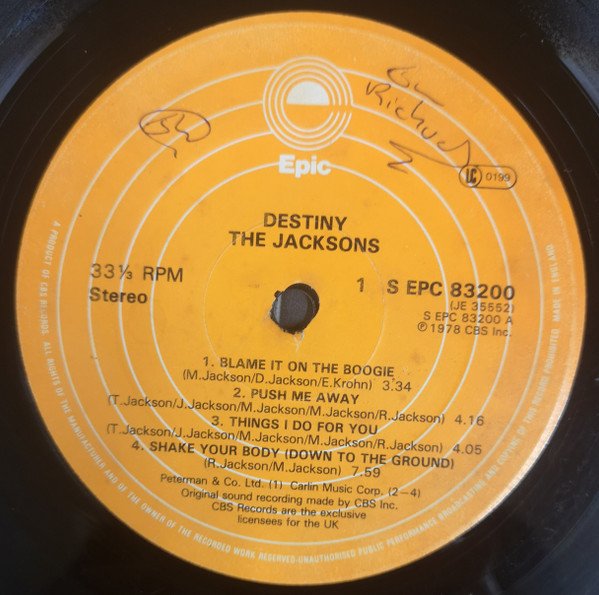 Epic
LC 0199
DESTINY
THE JACKSONS
33⅓ RPM
Stereo
1 S EPC 83200
(JE 35552)
S EPC 83200 A
℗ 1978 CBS Inc.
1. BLAME IT ON THE BOOGIE
(M.Jackson/D.Jackson/E.Krohn) 3.34
2. PUSH ME AWAY
(T.Jackson/J.Jackson/M.Jackson/M.Jackson/R.Jackson) 4.16
3. THINGS I DO FOR YOU
(T.Jackson/J.Jackson/M.Jackson/M.Jackson/R.Jackson) 4.05
4. SHAKE YOUR BODY (DOWN TO THE GROUND)
(R.Jackson/M.Jackson) 7.59
Peterman & Co. Ltd. (1) Carlin Music Corp. (2–4)
Original sound recording made by CBS Inc.
CBS Records are the exclusive
licensees for the UK
A PRODUCT OF CBS RECORDS. ALL RIGHTS OF THE MANUFACTURER AND OF THE OWNER OF THE RECORDED WORK RESERVED-UNAUTHORISED PUBLIC PERFORMANCE BROADCASTING AND COPYING OF THIS RECORD PROHIBITED MADE IN ENGLAND